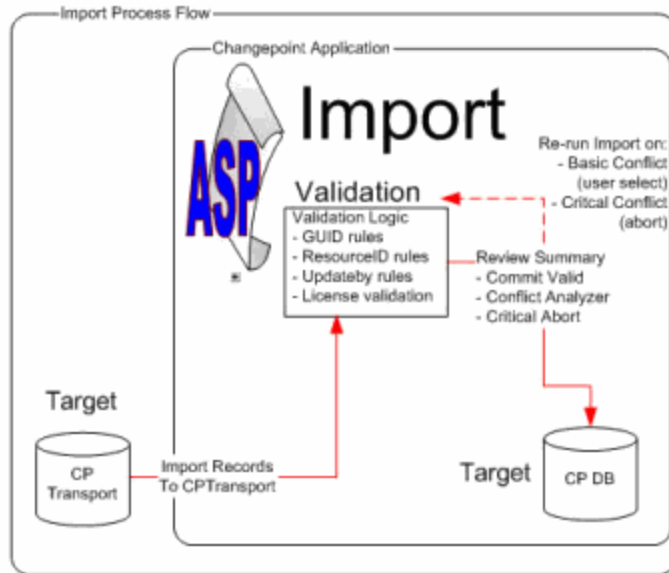 Import Process Flow
Changepoint Application
ASP
Import
Re-run Import on:
- Basic Conflict
(user select)
- Critcal Conflict
(abort)
Validation
Validation Logic
- GUID rules
- ResourceID rules
- Updateby rules
- License validation
Review Summary
- Commit Valid
- Conflict Analyzer
- Critical Abort
Target
CP
Transport
Import Records
To CPTransport
Target
CP DB